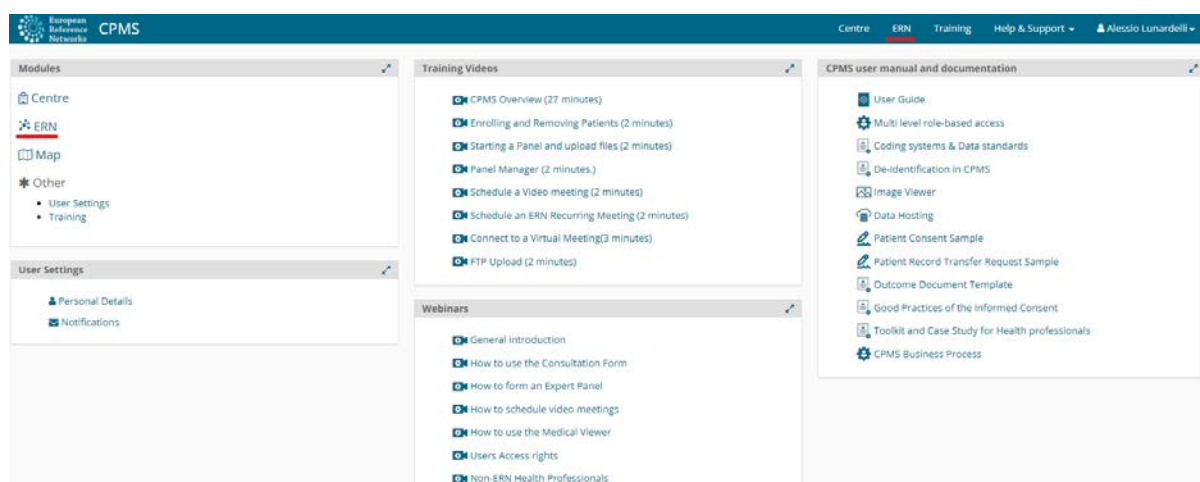 European
Reference
Networks
CPMS
Centre
ERN
Training
Help & Support
Alessio Lunardelli
Modules
Centre
ERN
Map
Other
User Settings
Training
User Settings
Personal Details
Notifications
Training Videos
CPMS Overview (27 minutes)
Enrolling and Removing Patients (2 minutes)
Starting a Panel and upload files (2 minutes)
Panel Manager (2 minutes.)
Schedule a Video meeting (2 minutes)
Schedule an ERN Recurring Meeting (2 minutes)
Connect to a Virtual Meeting(3 minutes)
FTP Upload (2 minutes)
Webinars
General introduction
How to use the Consultation Form
How to form an Expert Panel
How to schedule video meetings
How to use the Medical Viewer
Users Access rights
Non-ERN Health Professionals
CPMS user manual and documentation
User Guide
Multi level role-based access
Coding systems & Data standards
De-identification in CPMS
Image Viewer
Data Hosting
Patient Consent Sample
Patient Record Transfer Request Sample
Outcome Document Template
Good Practices of the Informed Consent
Toolkit and Case Study for Health professionals
CPMS Business Process